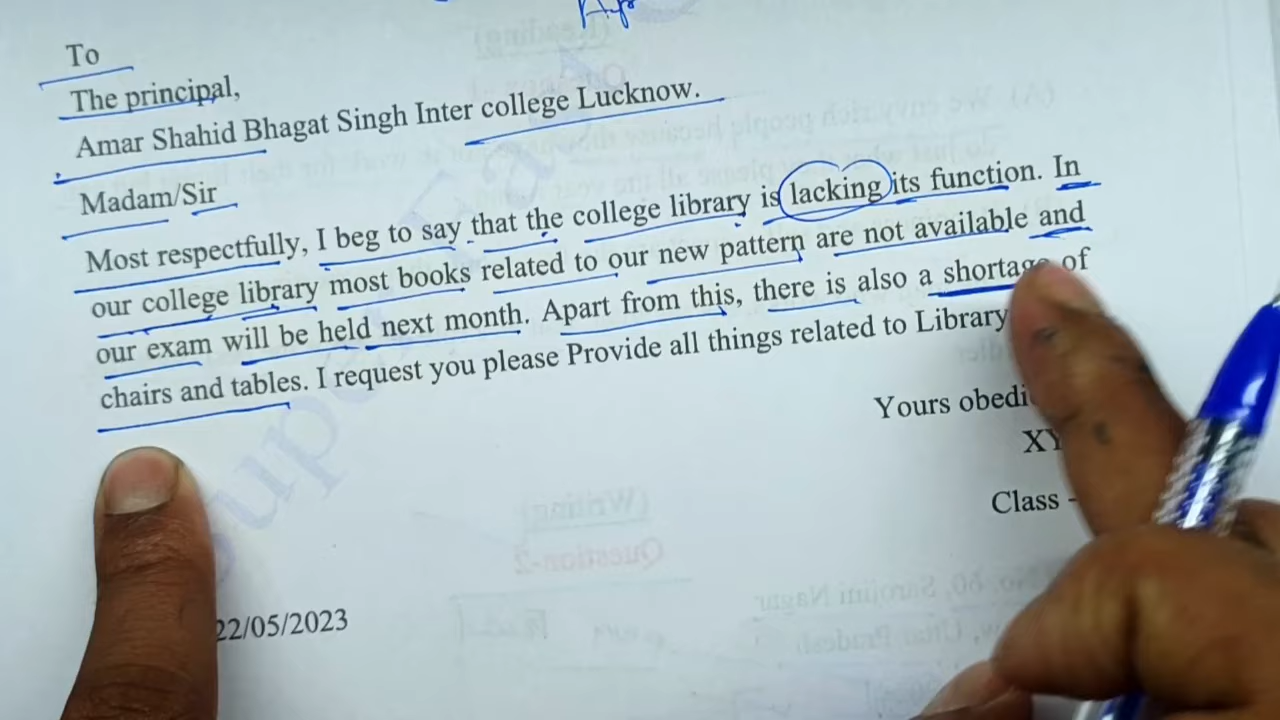 To
The principal,
Amar Shahid Bhagat Singh Inter college Lucknow.
Madam/Sir
Most respectfully, I beg to say that the college library is lacking its function. In
our college library most books related to our new pattern are not available and
our exam will be held next month. Apart from this, there is also a shortage of
chairs and tables. I request you please Provide all things related to Library
Yours
XY
Class -
22/05/2023